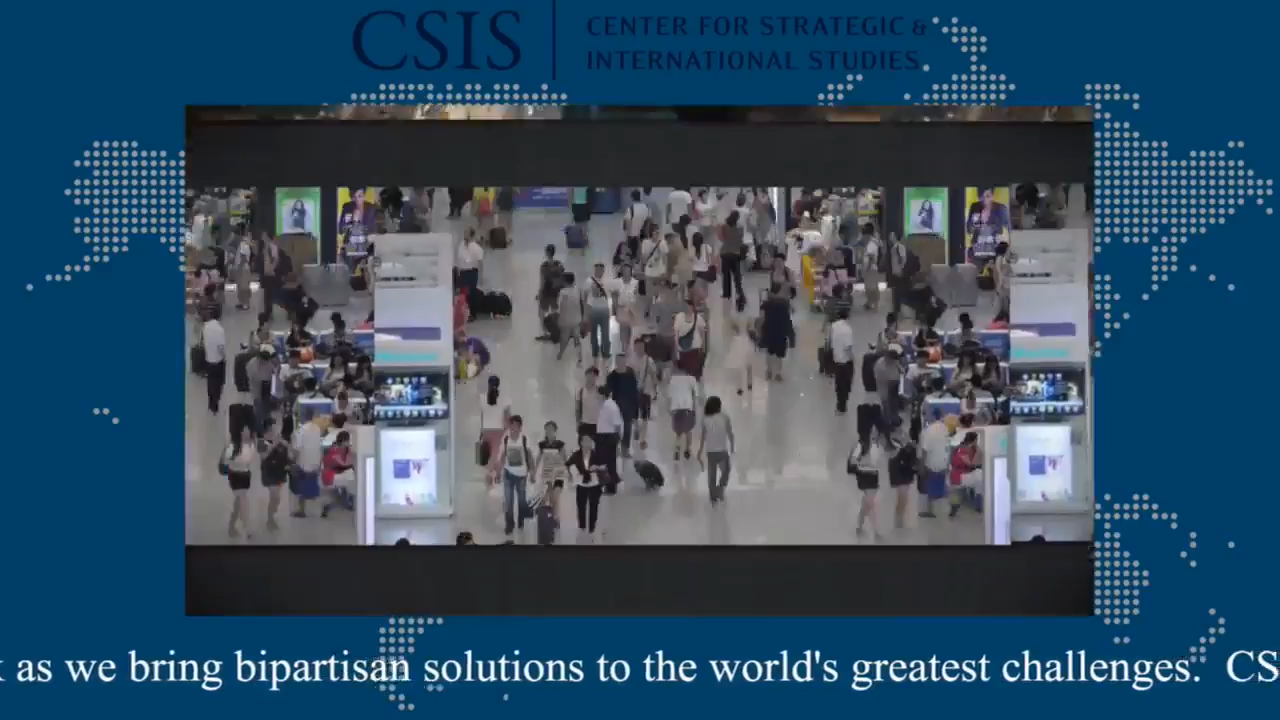 CSIS
CENTER FOR STRATEGIC &
INTERNATIONAL STUDIES
as we bring bipartisan solutions to the world's greatest challenges. CS